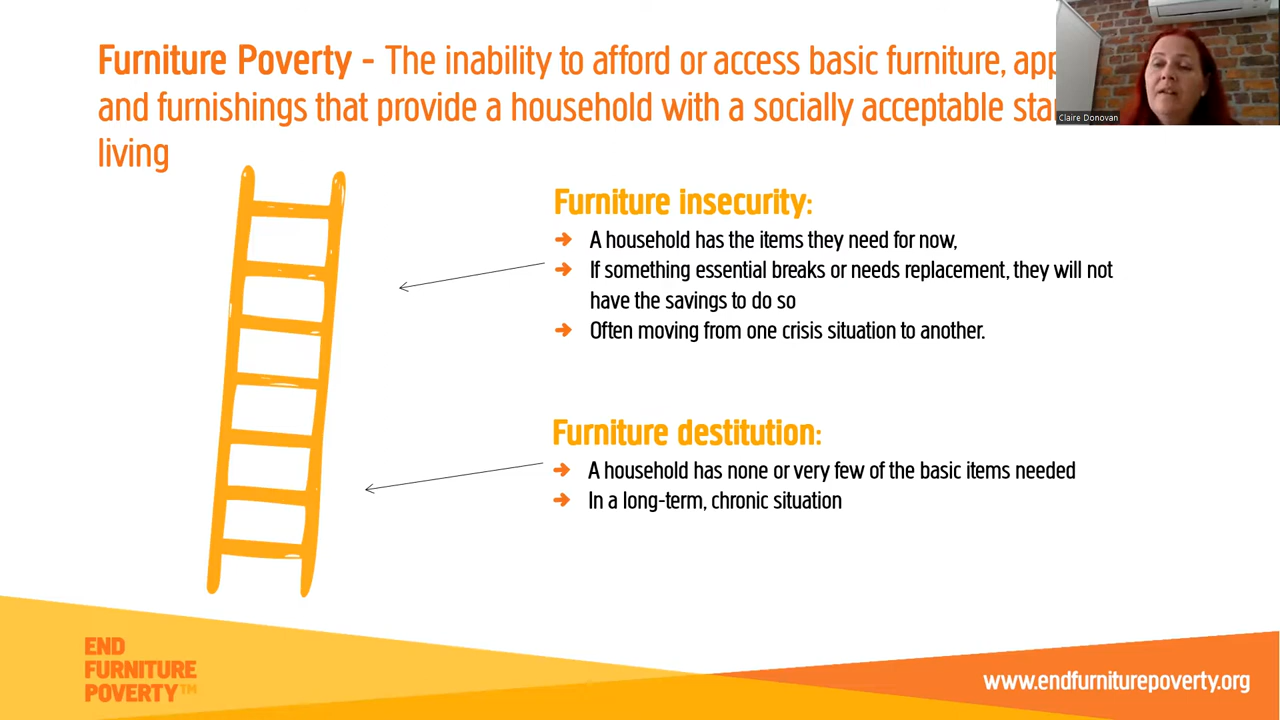 Furniture Poverty - The inability to afford or access basic furniture,
and furnishings that provide a household with a socially acceptable
living
Claire Donovan
Furniture insecurity:
A household has the items they need for now,
If something essential breaks or needs replacement, they will not
have the savings to do so
Often moving from one crisis situation to another.
Furniture destitution:
A household has none or very few of the basic items needed
In a long-term, chronic situation
END
FURNITURE
POVERTY™
www.endfurniturepoverty.org